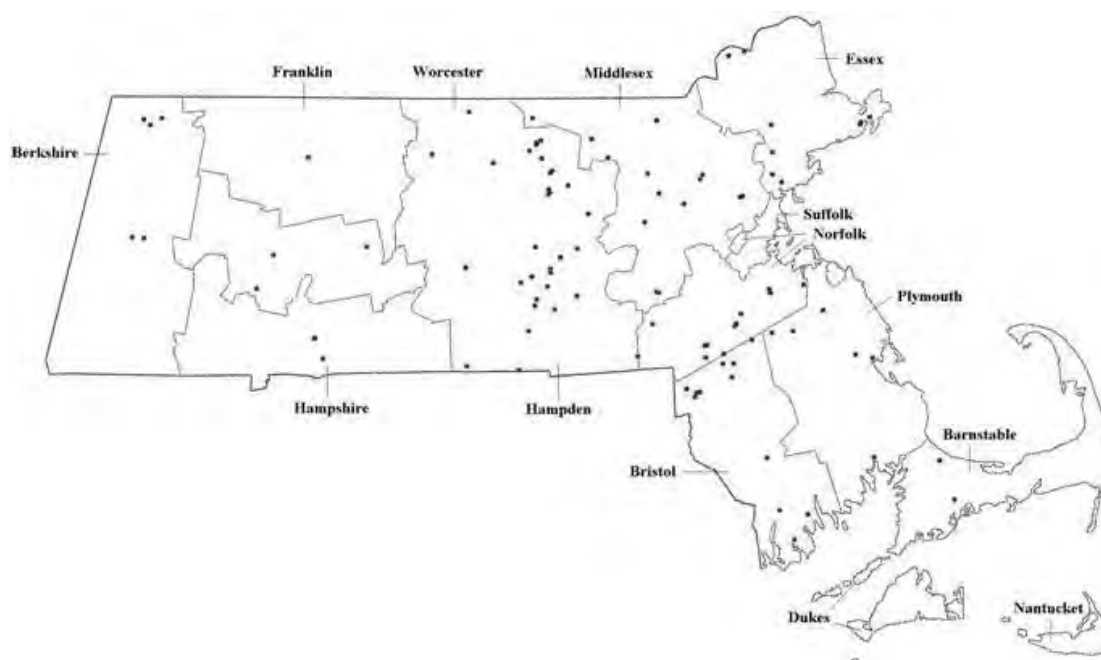 Essex
Franklin
Worcester
Middlesex
Berkshire
Suffolk
Norfolk
Plymouth
Hampshire
Hampden
Barnstable
Bristol
Dukes
Nantucket